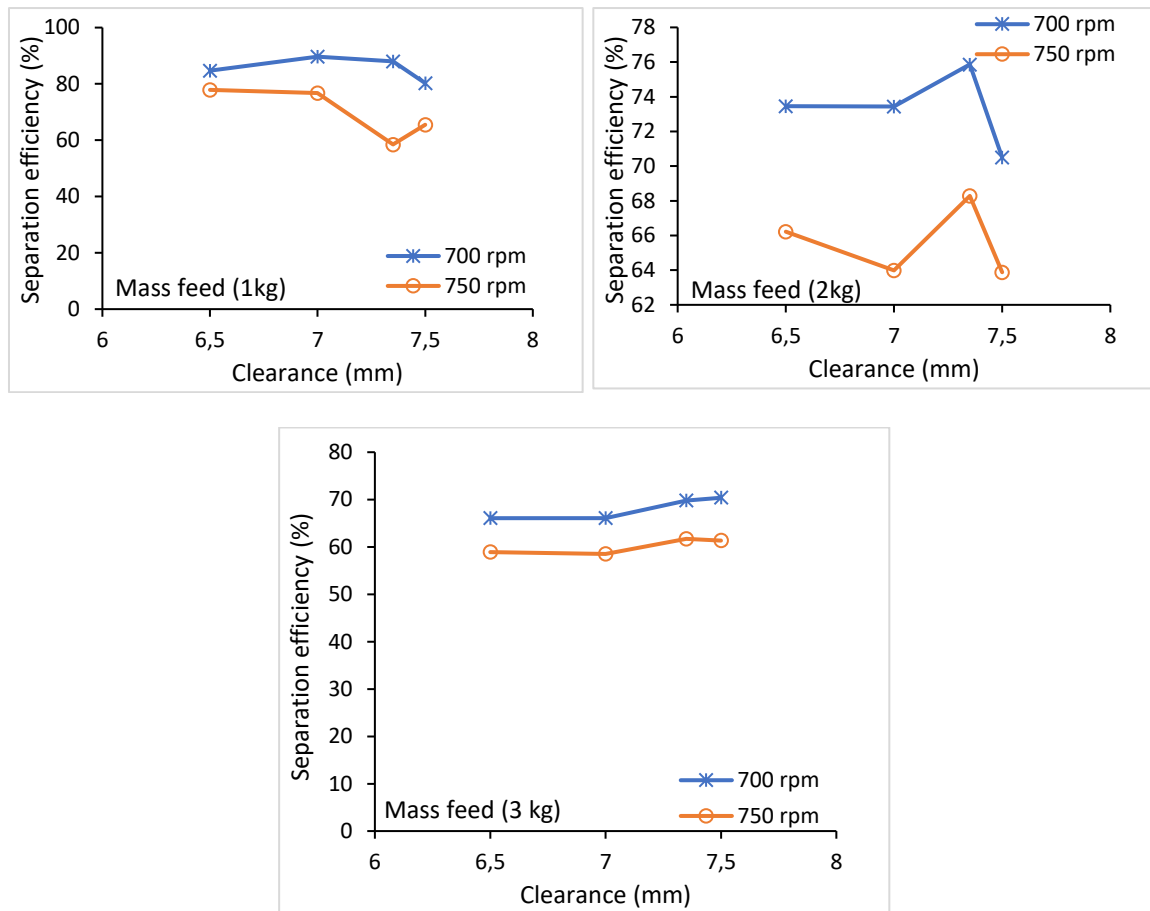 Separation efficiency (%)
100
80
60
40
20
0
700 rpm
750 rpm
Mass feed (1kg)
6
6,5
7
7,5
8
Clearance (mm)
Separation efficiency (%)
78
76
74
72
70
68
66
64
62
700 rpm
750 rpm
Mass feed (2kg)
6
6,5
7
7,5
8
Clearance (mm)
Separation efficiency (%)
80
70
60
50
40
30
20
10
0
700 rpm
750 rpm
Mass feed (3 kg)
6
6,5
7
7,5
8
Clearance (mm)